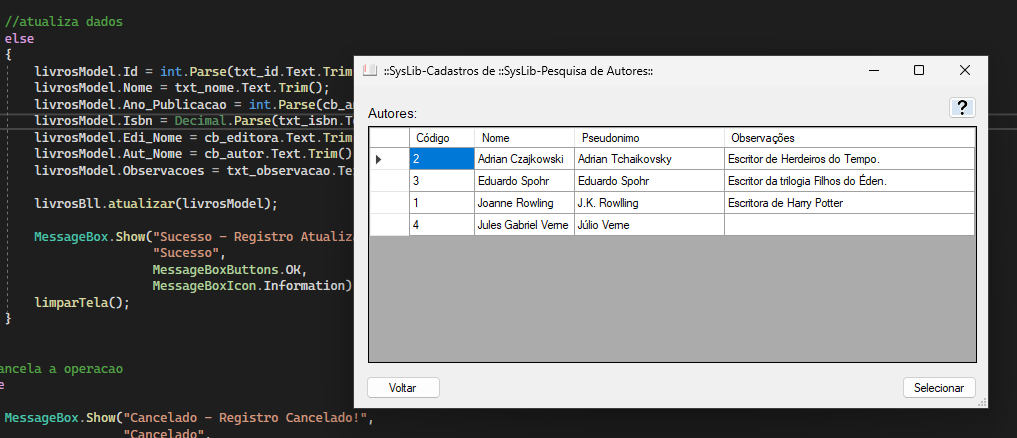 //atualiza dados
else
{
livrosModel.Id = int.Parse(txt_id.Text.Trim
livrosModel.Nome = txt_nome.Text.Trim();
livrosModel.Ano_Publicacao = int.Parse(cb_a
livrosModel.Isbn = Decimal.Parse(txt_isbn.T
livrosModel.Edi_Nome = cb_editora.Text.Trim
livrosModel.Aut_Nome = cb_autor.Text.Trim()
livrosModel.Observacoes = txt_observacao.Te
livrosBll.atualizar(livrosModel);
MessageBox.Show("Sucesso - Registro Atualiza
"Sucesso",
MessageBoxButtons.OK,
MessageBoxIcon.Information)
limparTela();
}
ancela a operacao
e
MessageBox.Show("Cancelado - Registro Cancelado!",
"Cancelado",
::SysLib-Cadastros de ::SysLib-Pesquisa de Autores::
Autores:
?
Código Nome Pseudonimo Observações
2 Adrian Czajkowski Adrian Tchaikovsky Escritor de Herdeiros do Tempo.
3 Eduardo Spohr Eduardo Spohr Escritor da trilogia Filhos do Éden.
1 Joanne Rowling J.K. Rowlling Escritora de Harry Potter
4 Jules Gabriel Verne Júlio Verne
Voltar Selecionar